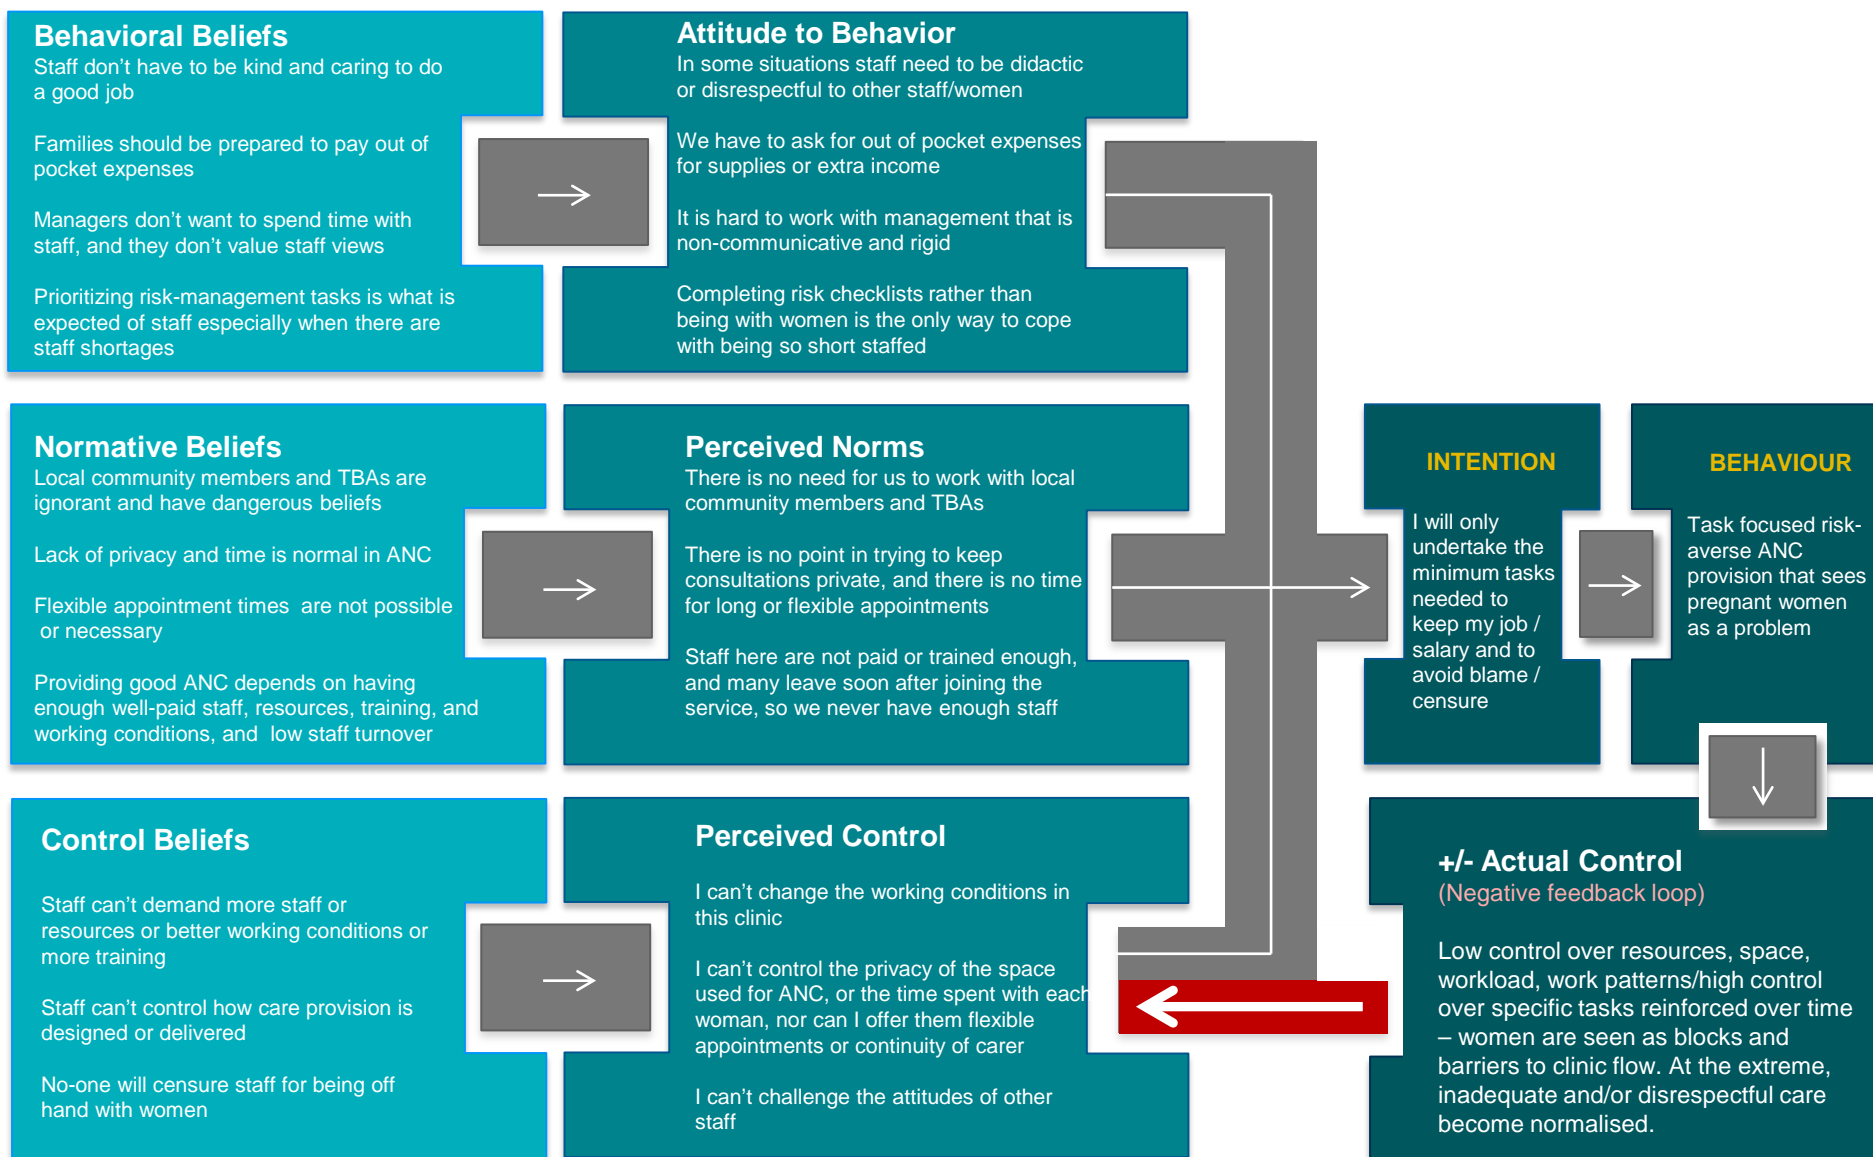 Behavioral Beliefs
Staff don't have to be kind and caring to do
a good job
Families should be prepared to pay out of
pocket expenses
Managers don't want to spend time with
staff, and they don't value staff views
Prioritizing risk-management tasks is what is
expected of staff especially when there are
staff shortages
Attitude to Behavior
In some situations staff need to be didactic
or disrespectful to other staff/women
We have to ask for out of pocket expenses
for supplies or extra income
It is hard to work with management that is
non-communicative and rigid
Completing risk checklists rather than
being with women is the only way to cope
with being so short staffed
Normative Beliefs
Local community members and TBAs are
ignorant and have dangerous beliefs
Lack of privacy and time is normal in ANC
Flexible appointment times are not possible
or necessary
Providing good ANC depends on having
enough well-paid staff, resources, training, and
working conditions, and low staff turnover
Perceived Norms
There is no need for us to work with local
community members and TBAs
There is no point in trying to keep
consultations private, and there is no time
for long or flexible appointments
Staff here are not paid or trained enough,
and many leave soon after joining the
service, so we never have enough staff
INTENTION
I will only
undertake the
minimum tasks
needed to
keep my job /
salary and to
avoid blame /
censure
BEHAVIOUR
Task focused risk-
averse ANC
provision that sees
pregnant women
as a problem
Control Beliefs
Staff can't demand more staff or
resources or better working conditions or
more training
Staff can't control how care provision is
designed or delivered
No-one will censure staff for being off
hand with women
Perceived Control
I can't change the working conditions in
this clinic
I can't control the privacy of the space
used for ANC, or the time spent with each
woman, nor can I offer them flexible
appointments or continuity of carer
I can't challenge the attitudes of other
staff
+/- Actual Control
(Negative feedback loop)
Low control over resources, space,
workload, work patterns/high control
over specific tasks reinforced over time
– women are seen as blocks and
barriers to clinic flow. At the extreme,
inadequate and/or disrespectful care
become normalised.